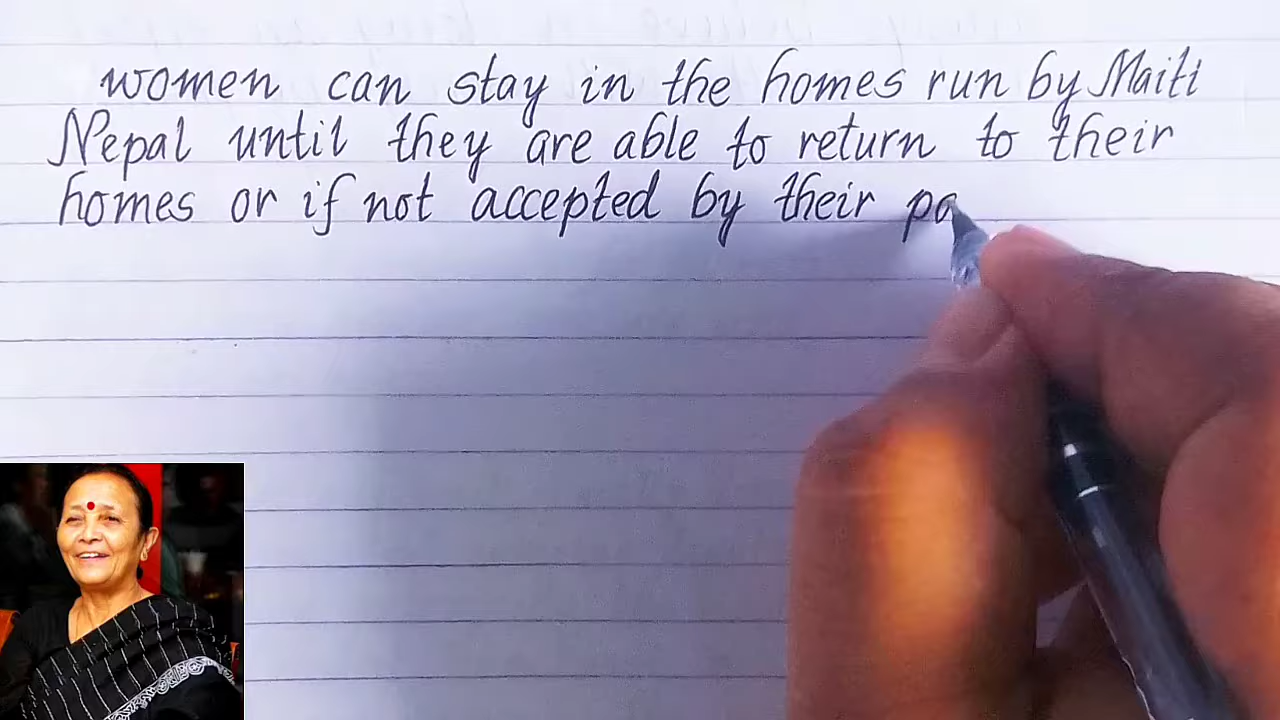 women can stay in the homes run by Maiti
Nepal until they are able to return to their
homes or if not accepted by their pa